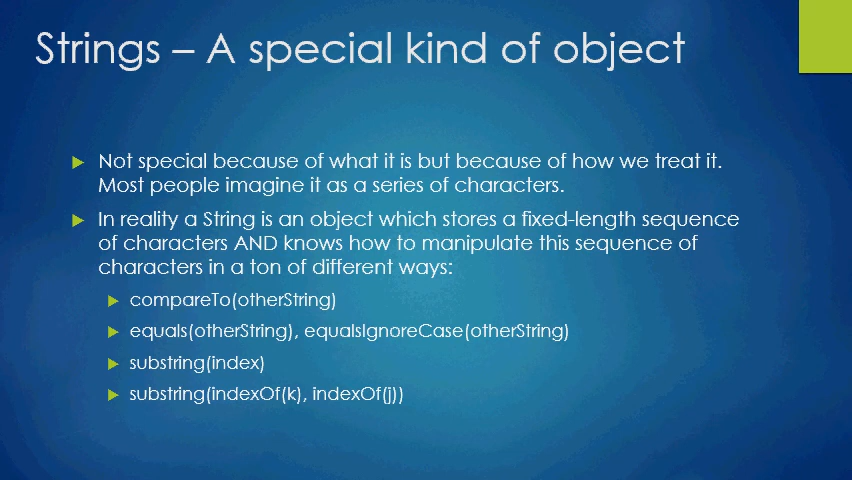 Strings – A special kind of object
Not special because of what it is but because of how we treat it.
Most people imagine it as a series of characters.
In reality a String is an object which stores a fixed-length sequence
of characters AND knows how to manipulate this sequence of
characters in a ton of different ways:
compareTo(otherString)
equals(otherString), equalsIgnoreCase(otherString)
substring(index)
substring(indexOf(k), indexOf(j))